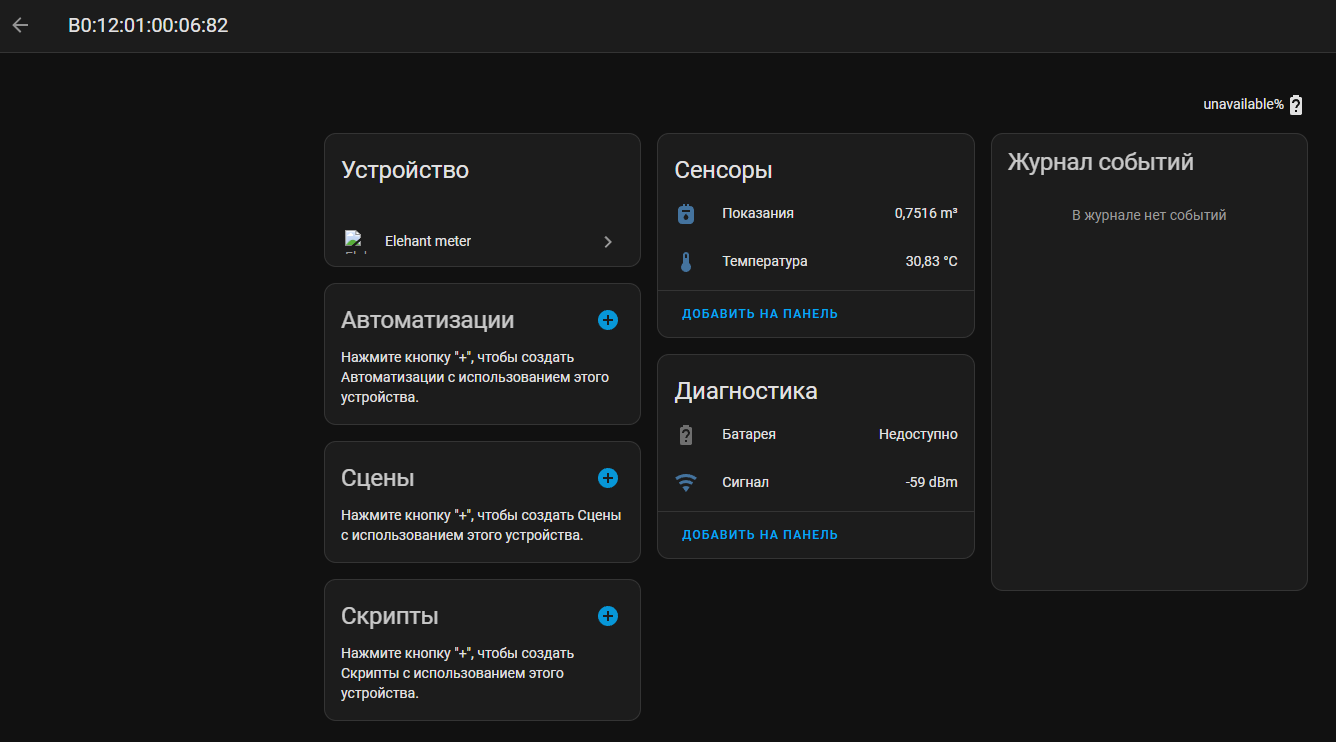 B0:12:01:00:06:82
unavailable%
Устройство
Elehant meter
Автоматизации
Нажмите кнопку "+", чтобы создать
Автоматизации с использованием этого
устройства.
Сцены
Нажмите кнопку "+", чтобы создать Сцены
с использованием этого устройства.
Скрипты
Нажмите кнопку "+", чтобы создать
Скрипты с использованием этого
устройства.
Сенсоры
Показания 0,7516 m³
Температура 30,83 °C
ДОБАВИТЬ НА ПАНЕЛЬ
Диагностика
Батарея Недоступно
Сигнал -59 dBm
ДОБАВИТЬ НА ПАНЕЛЬ
Журнал событий
В журнале нет событий